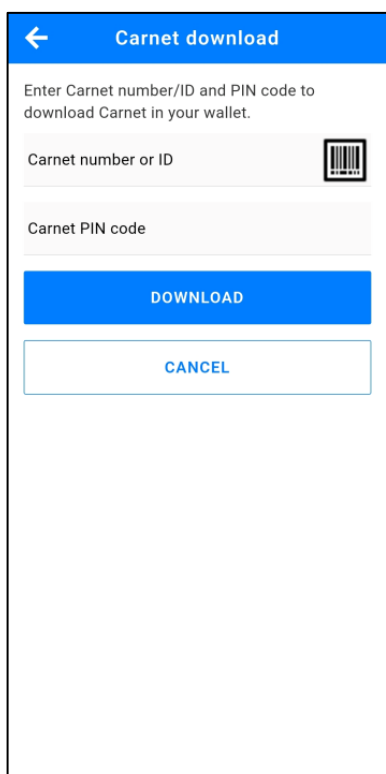 Carnet download
Enter Carnet number/ID and PIN code to
download Carnet in your wallet.
Carnet number or ID
Carnet PIN code
DOWNLOAD
CANCEL